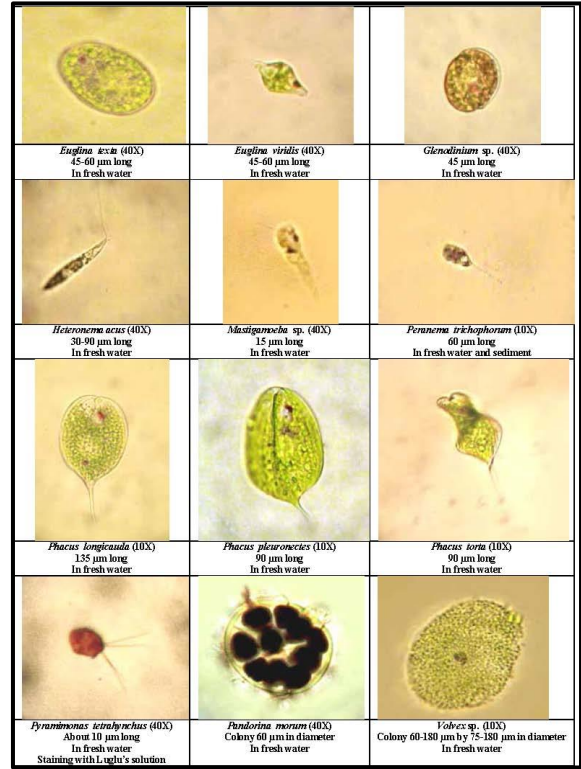 Euglina texta (40X)
45-60 µm long
In fresh water
Euglina viridis (40X)
45-60 µm long
In fresh water
Glenodinium sp. (40X)
45 µm long
In fresh water
Heteronema acus (40X)
30-90 µm long
In fresh water
Mastigamoeba sp. (40X)
15 µm long
In fresh water
Peranema trichophorum (10X)
60 µm long
In fresh water and sediment
Phacus longicauda (10X)
135 µm long
In fresh water
Phacus pleuronectes (10X)
90 µm long
In fresh water
Phacus torta (10X)
90 µm long
In fresh water
Pyramimonas tetrahynchus (40X)
About 10 µm long
In fresh water
Staining with Luglu's solution
Pandorina morum (40X)
Colony 60 µm in diameter
In fresh water
Volvex sp. (10X)
Colony 60-180 µm by 75-180 µm in diameter
In fresh water